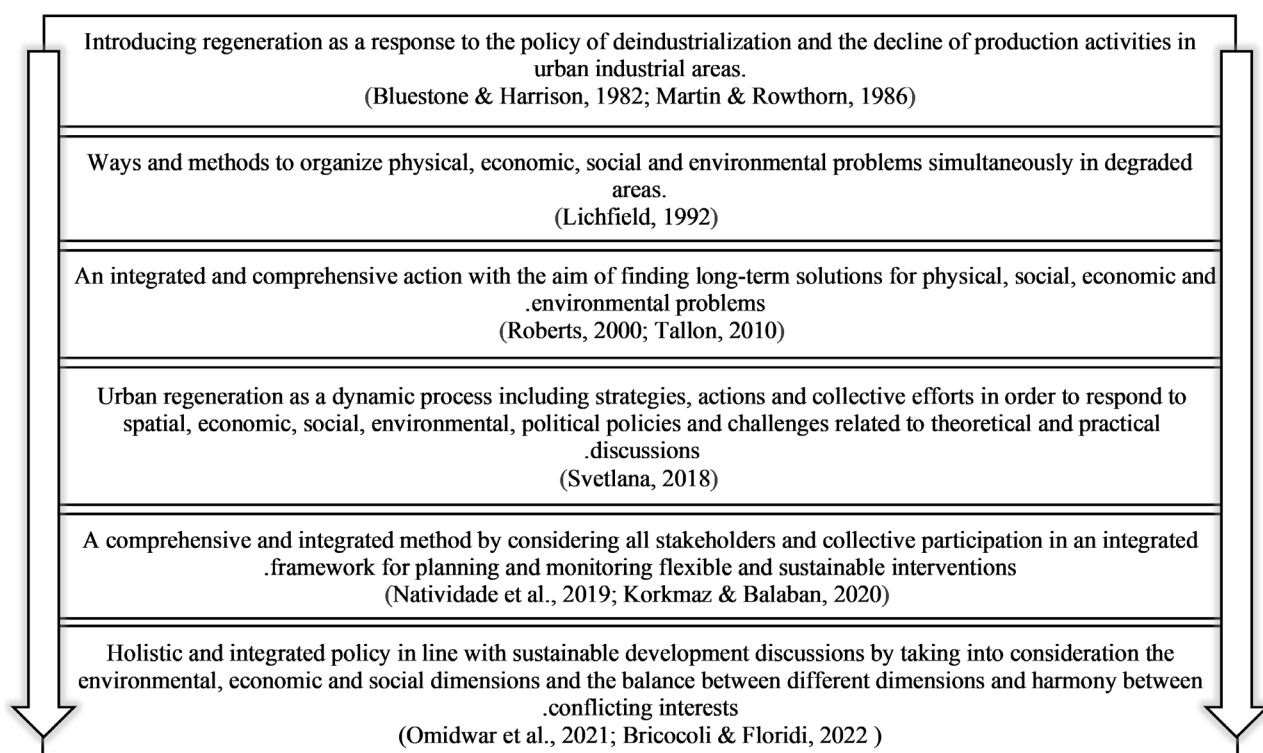 Introducing regeneration as a response to the policy of deindustrialization and the decline of production activities in
urban industrial areas.
(Bluestone & Harrison, 1982; Martin & Rowthorn, 1986)
Ways and methods to organize physical, economic, social and environmental problems simultaneously in degraded
areas.
(Lichfield, 1992)
An integrated and comprehensive action with the aim of finding long-term solutions for physical, social, economic and
.environmental problems
(Roberts, 2000; Tallon, 2010)
Urban regeneration as a dynamic process including strategies, actions and collective efforts in order to respond to
spatial, economic, social, environmental, political policies and challenges related to theoretical and practical
.discussions
(Svetlana, 2018)
A comprehensive and integrated method by considering all stakeholders and collective participation in an integrated
.framework for planning and monitoring flexible and sustainable interventions
(Natividade et al., 2019; Korkmaz & Balaban, 2020)
Holistic and integrated policy in line with sustainable development discussions by taking into consideration the
environmental, economic and social dimensions and the balance between different dimensions and harmony between
.conflicting interests
(Omidwar et al., 2021; Bricocoli & Floridi, 2022 )